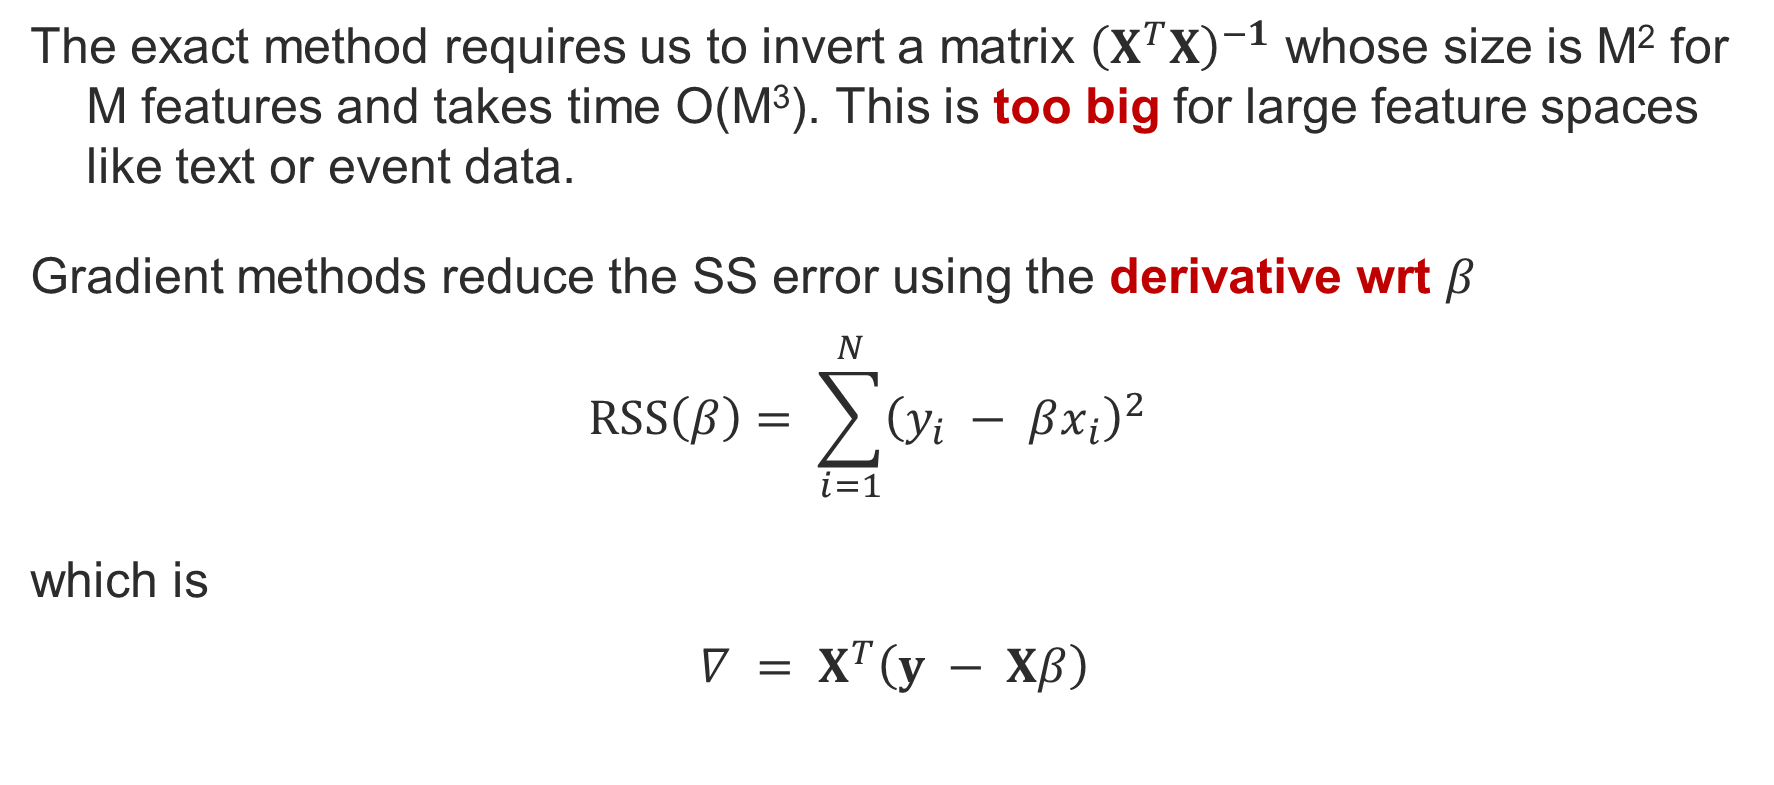 The exact method requires us to invert a matrix (𝐗ᵀ𝐗)⁻¹ whose size is M² for
M features and takes time O(M³). This is too big for large feature spaces
like text or event data.
Gradient methods reduce the SS error using the derivative wrt β
RSS(β) = ∑_{i=1}^{N} (y_i − βx_i)²
which is
∇ = 𝐗ᵀ(𝐲 − 𝐗β)